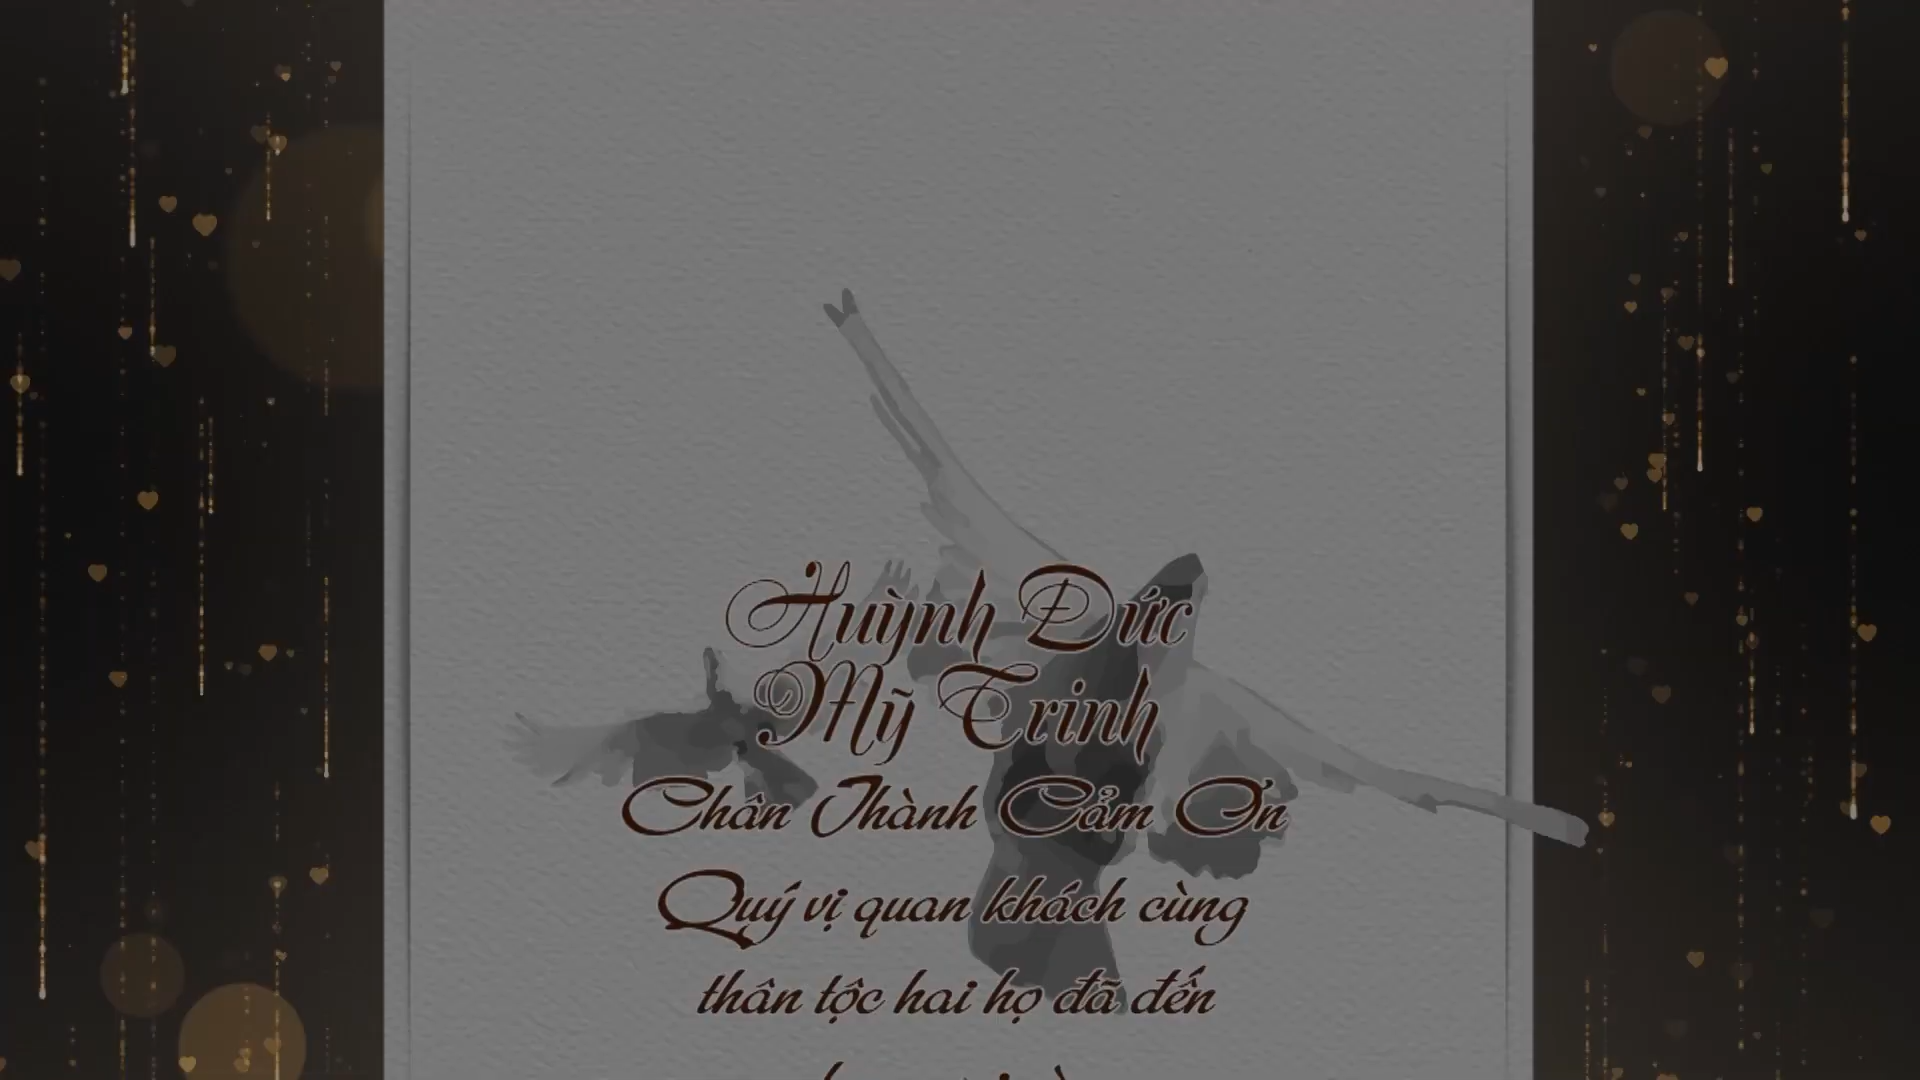 Huỳnh Đức
Mỹ Trinh
Chân Thành Cảm Ơn
Quý vị quan khách cùng
thân tộc hai họ đã đến